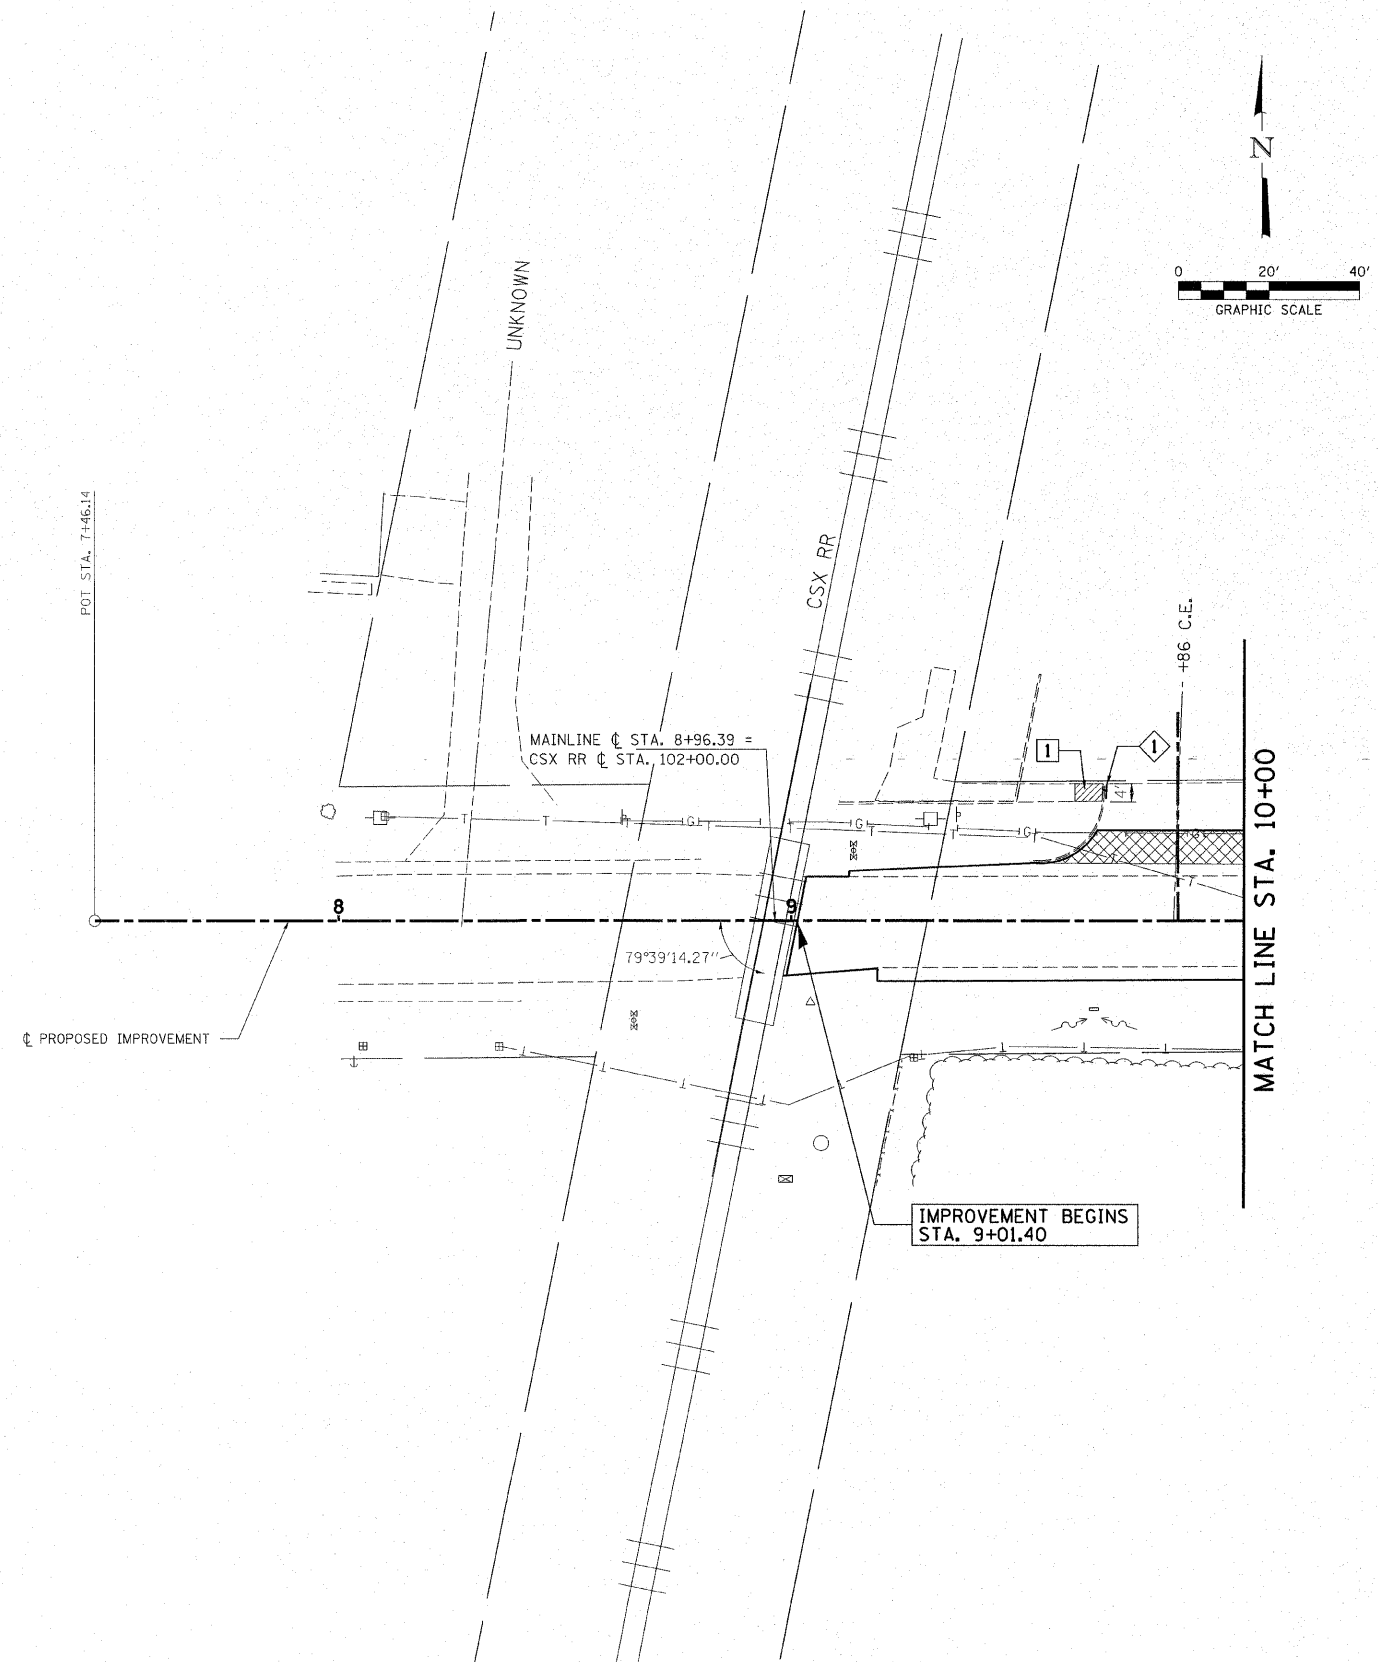 N
0 20' 40'
GRAPHIC SCALE
UNKNOWN
POT STA. 7+46.14
CSX RR
+86 C.E.
MAINLINE ℄ STA. 8+96.39 =
CSX RR ℄ STA. 102+00.00
1
1
4'
T T T G T T G T T G T G
T
T
8
9
79°39'14.27"
℄ PROPOSED IMPROVEMENT
MATCH LINE STA. 10+00
IMPROVEMENT BEGINS
STA. 9+01.40